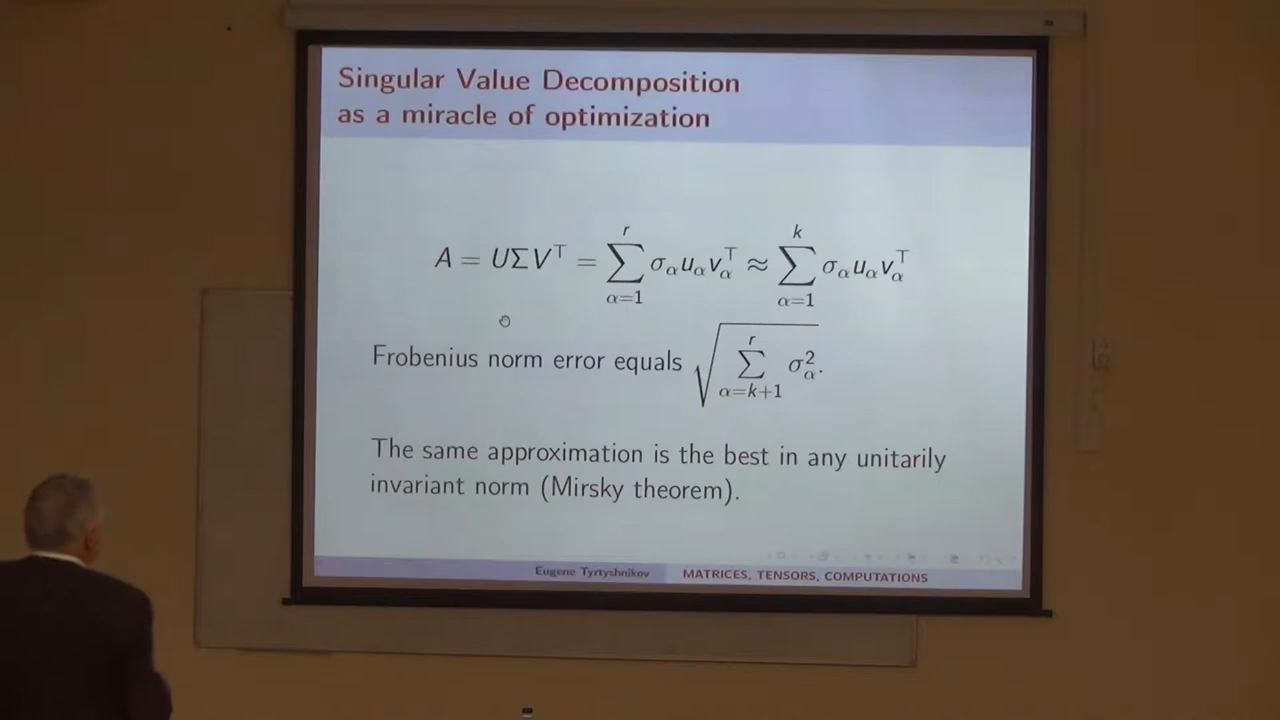 Singular Value Decomposition
as a miracle of optimization
A = UΣV^⊤ = ∑_{α=1}^{r} σ_α u_α v_α^⊤ ≈ ∑_{α=1}^{k} σ_α u_α v_α^⊤
Frobenius norm error equals √(∑_{α=k+1}^{r} σ_α^2).
The same approximation is the best in any unitarily
invariant norm (Mirsky theorem).
Eugene Tyrtyshnikov MATRICES, TENSORS, COMPUTATIONS